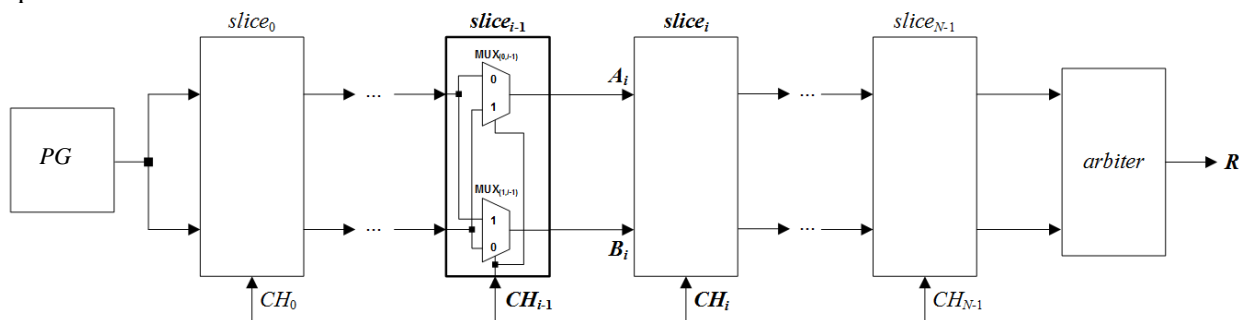 slice0 slicei-1 slicei sliceN-1
MUX(0,i-1)
0
1
Ai
PG
...
...
...
arbiter
R
MUX(1,i-1)
1
0
...
...
...
Bi
CH0 CHi-1 CHi CHN-1